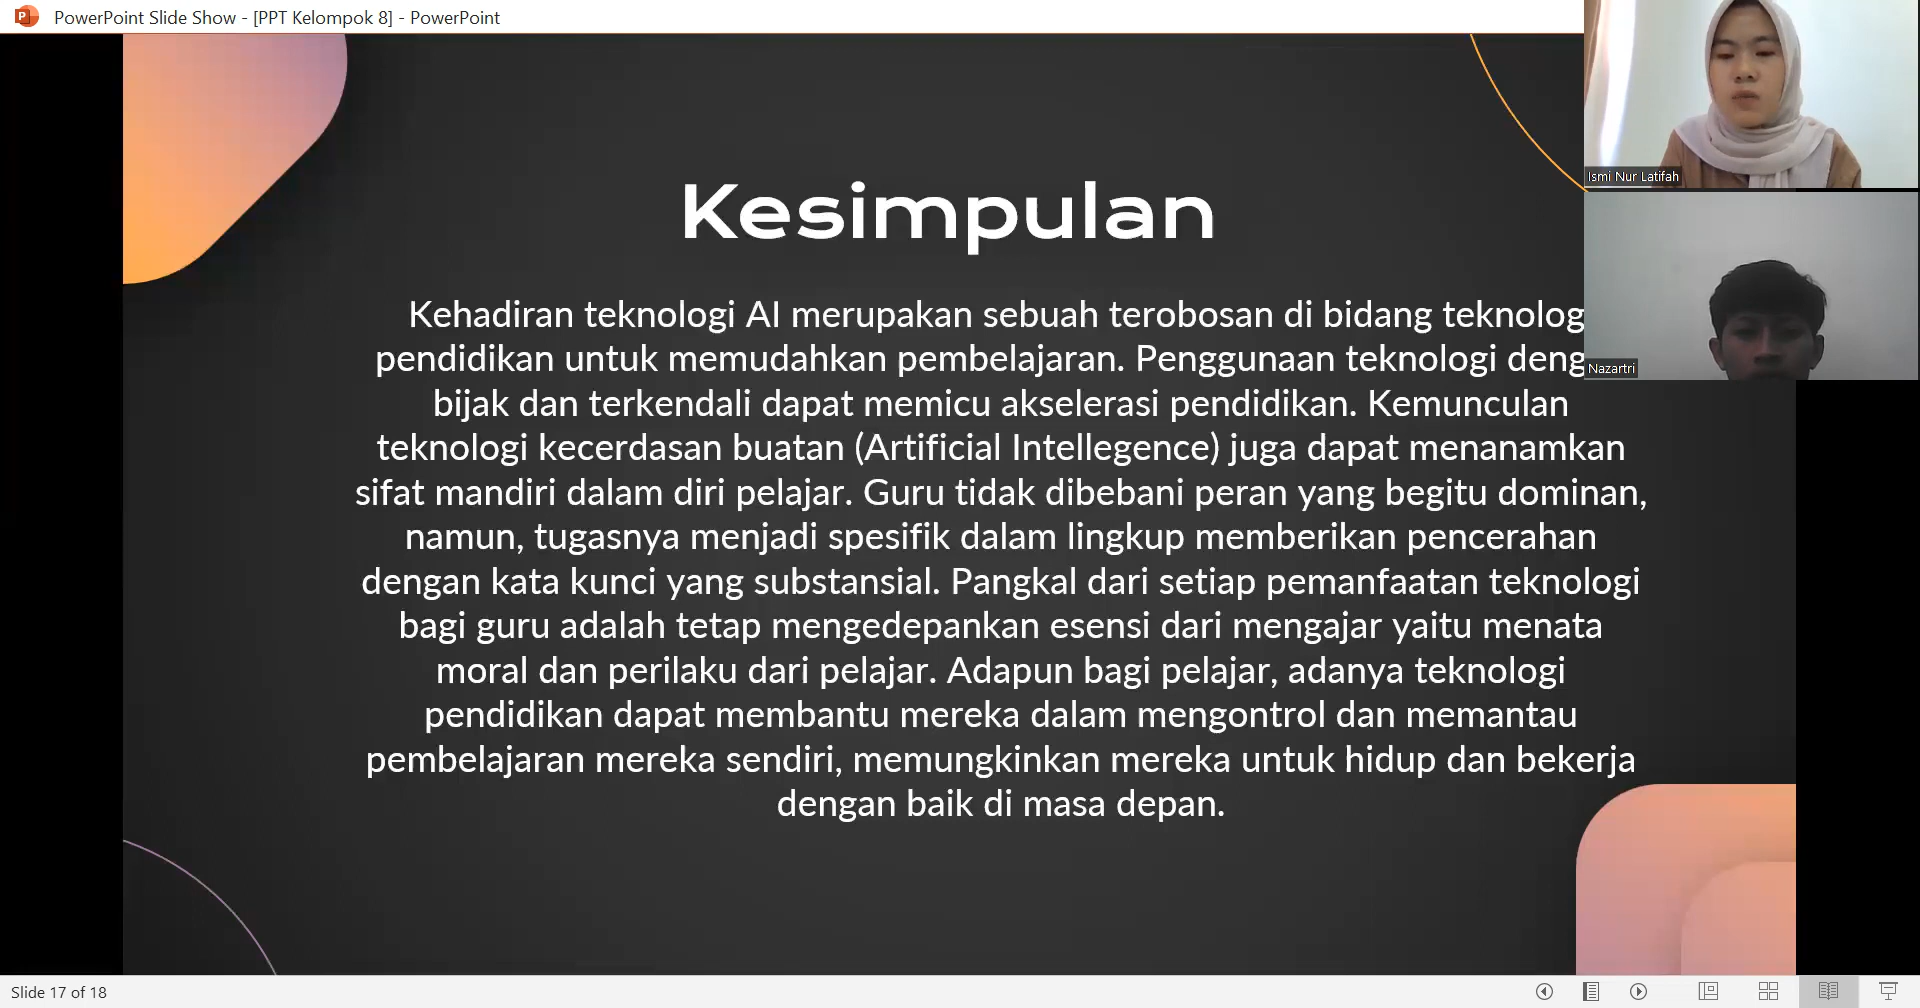 PowerPoint Slide Show - [PPT Kelompok 8] - PowerPoint
Ismi Nur Latifah
Nazartri
Kesimpulan
Kehadiran teknologi AI merupakan sebuah terobosan di bidang teknolog
pendidikan untuk memudahkan pembelajaran. Penggunaan teknologi deng
bijak dan terkendali dapat memicu akselerasi pendidikan. Kemunculan
teknologi kecerdasan buatan (Artificial Intellegence) juga dapat menanamkan
sifat mandiri dalam diri pelajar. Guru tidak dibebani peran yang begitu dominan,
namun, tugasnya menjadi spesifik dalam lingkup memberikan pencerahan
dengan kata kunci yang substansial. Pangkal dari setiap pemanfaatan teknologi
bagi guru adalah tetap mengedepankan esensi dari mengajar yaitu menata
moral dan perilaku dari pelajar. Adapun bagi pelajar, adanya teknologi
pendidikan dapat membantu mereka dalam mengontrol dan memantau
pembelajaran mereka sendiri, memungkinkan mereka untuk hidup dan bekerja
dengan baik di masa depan.
Slide 17 of 18